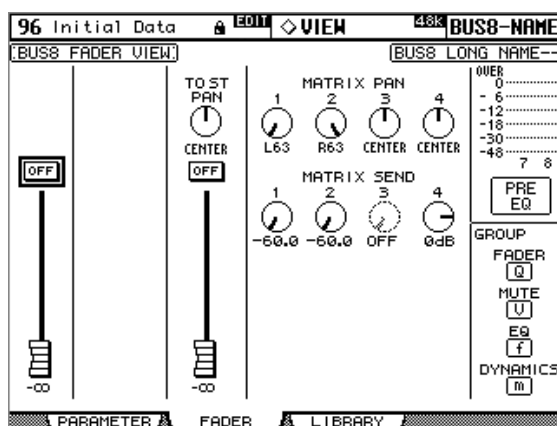 96 Initial Data EDIT VIEW 48K BUS8-NAME
BUS8 FADER VIEW BUS8 LONG NAME--
TO ST
PAN
CENTER
OFF
OFF
-∞
-∞
MATRIX PAN
1 2 3 4
L63 R63 CENTER CENTER
MATRIX SEND
1 2 3 4
-60.0 -60.0 OFF 0dB
OVER
0
- 6
-12
-18
-30
-48
7 8
PRE
EQ
GROUP
FADER
Q
MUTE
V
EQ
f
DYNAMICS
m
PARAMETER FADER LIBRARY